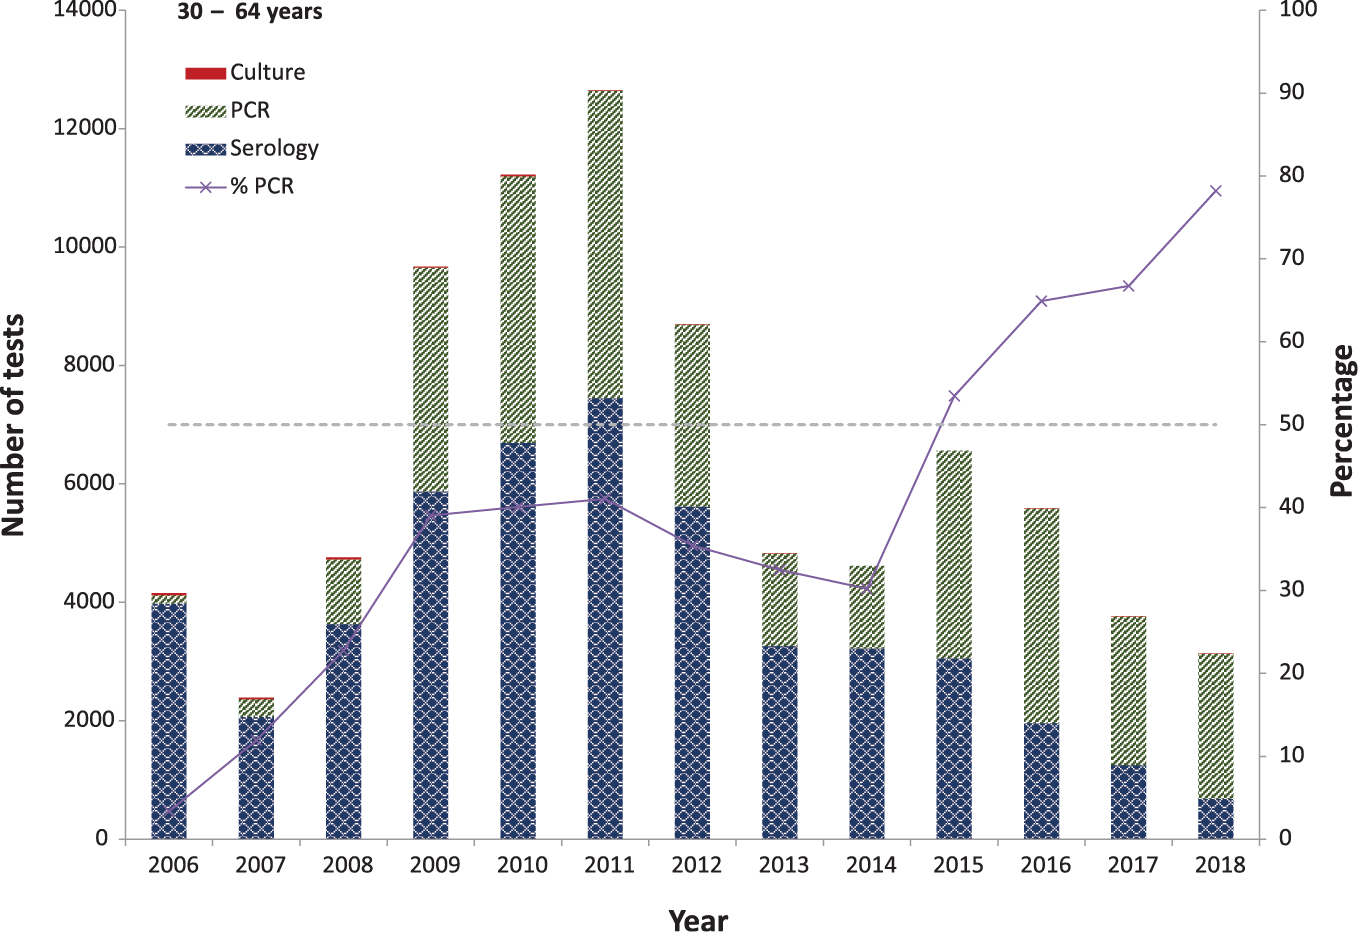 30 – 64 years
Culture
PCR
Serology
% PCR
14000
12000
10000
8000
6000
4000
2000
0
Number of tests
100
90
80
70
60
50
40
30
20
10
0
Percentage
2006 2007 2008 2009 2010 2011 2012 2013 2014 2015 2016 2017 2018
Year